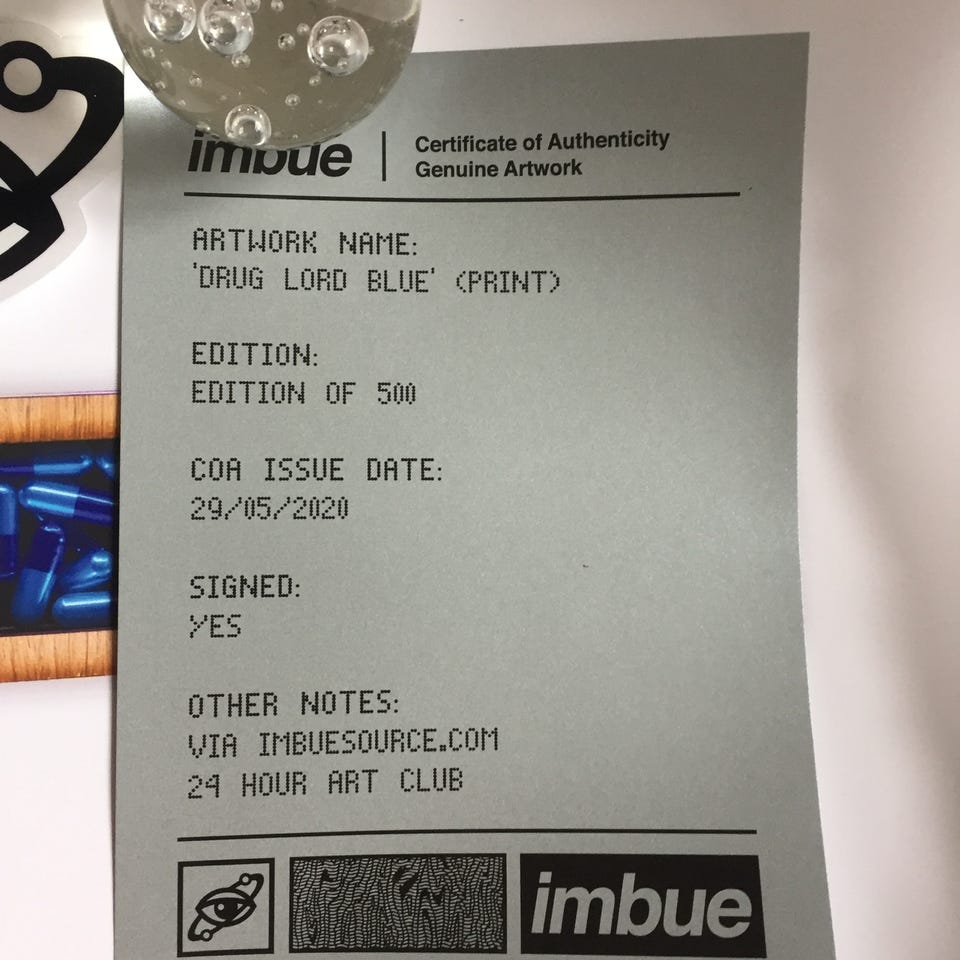 imbue
Certificate of Authenticity
Genuine Artwork
ARTWORK NAME:
'DRUG LORD BLUE' (PRINT)
EDITION:
EDITION OF 500
COA ISSUE DATE:
29/05/2020
SIGNED:
YES
OTHER NOTES:
VIA IMBUESOURCE.COM
24 HOUR ART CLUB
imbue